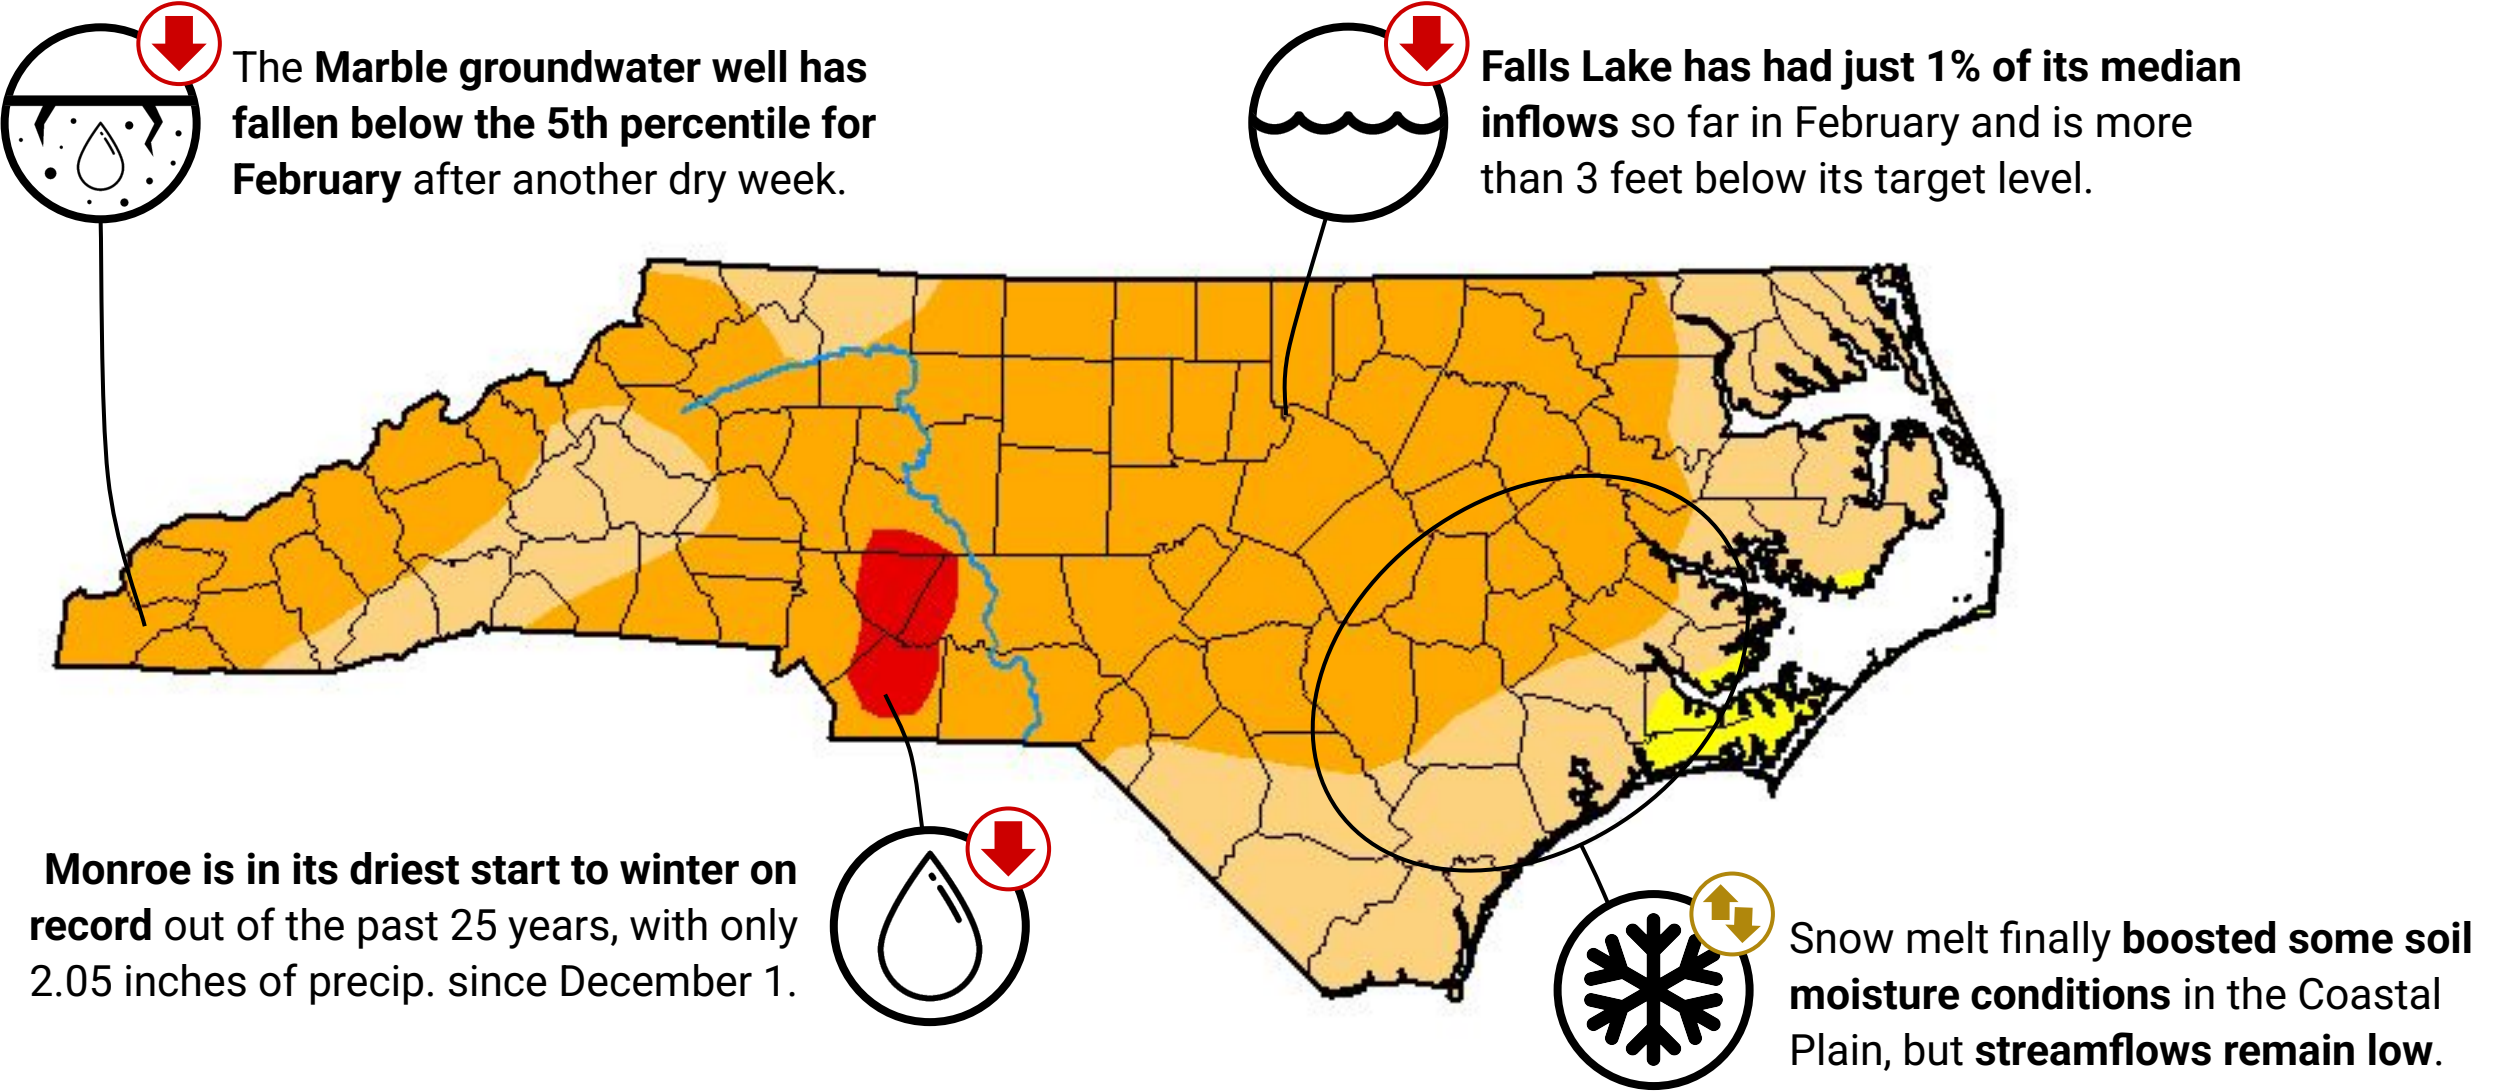 The Marble groundwater well has
fallen below the 5th percentile for
February after another dry week.
Falls Lake has had just 1% of its median
inflows so far in February and is more
than 3 feet below its target level.
Monroe is in its driest start to winter on
record out of the past 25 years, with only
2.05 inches of precip. since December 1.
Snow melt finally boosted some soil
moisture conditions in the Coastal
Plain, but streamflows remain low.